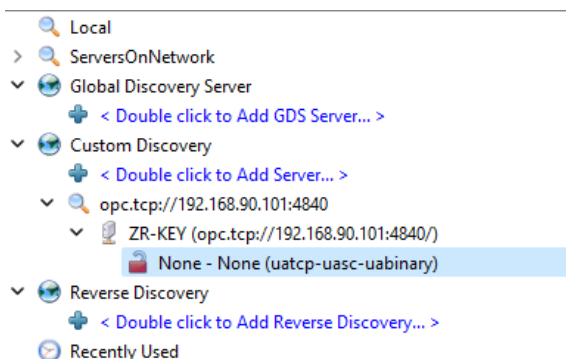 Local
ServersOnNetwork
Global Discovery Server
< Double click to Add GDS Server... >
Custom Discovery
< Double click to Add Server... >
opc.tcp://192.168.90.101:4840
ZR-KEY (opc.tcp://192.168.90.101:4840/)
None - None (uatcp-uasc-uabinary)
Reverse Discovery
< Double click to Add Reverse Discovery... >
Recently Used